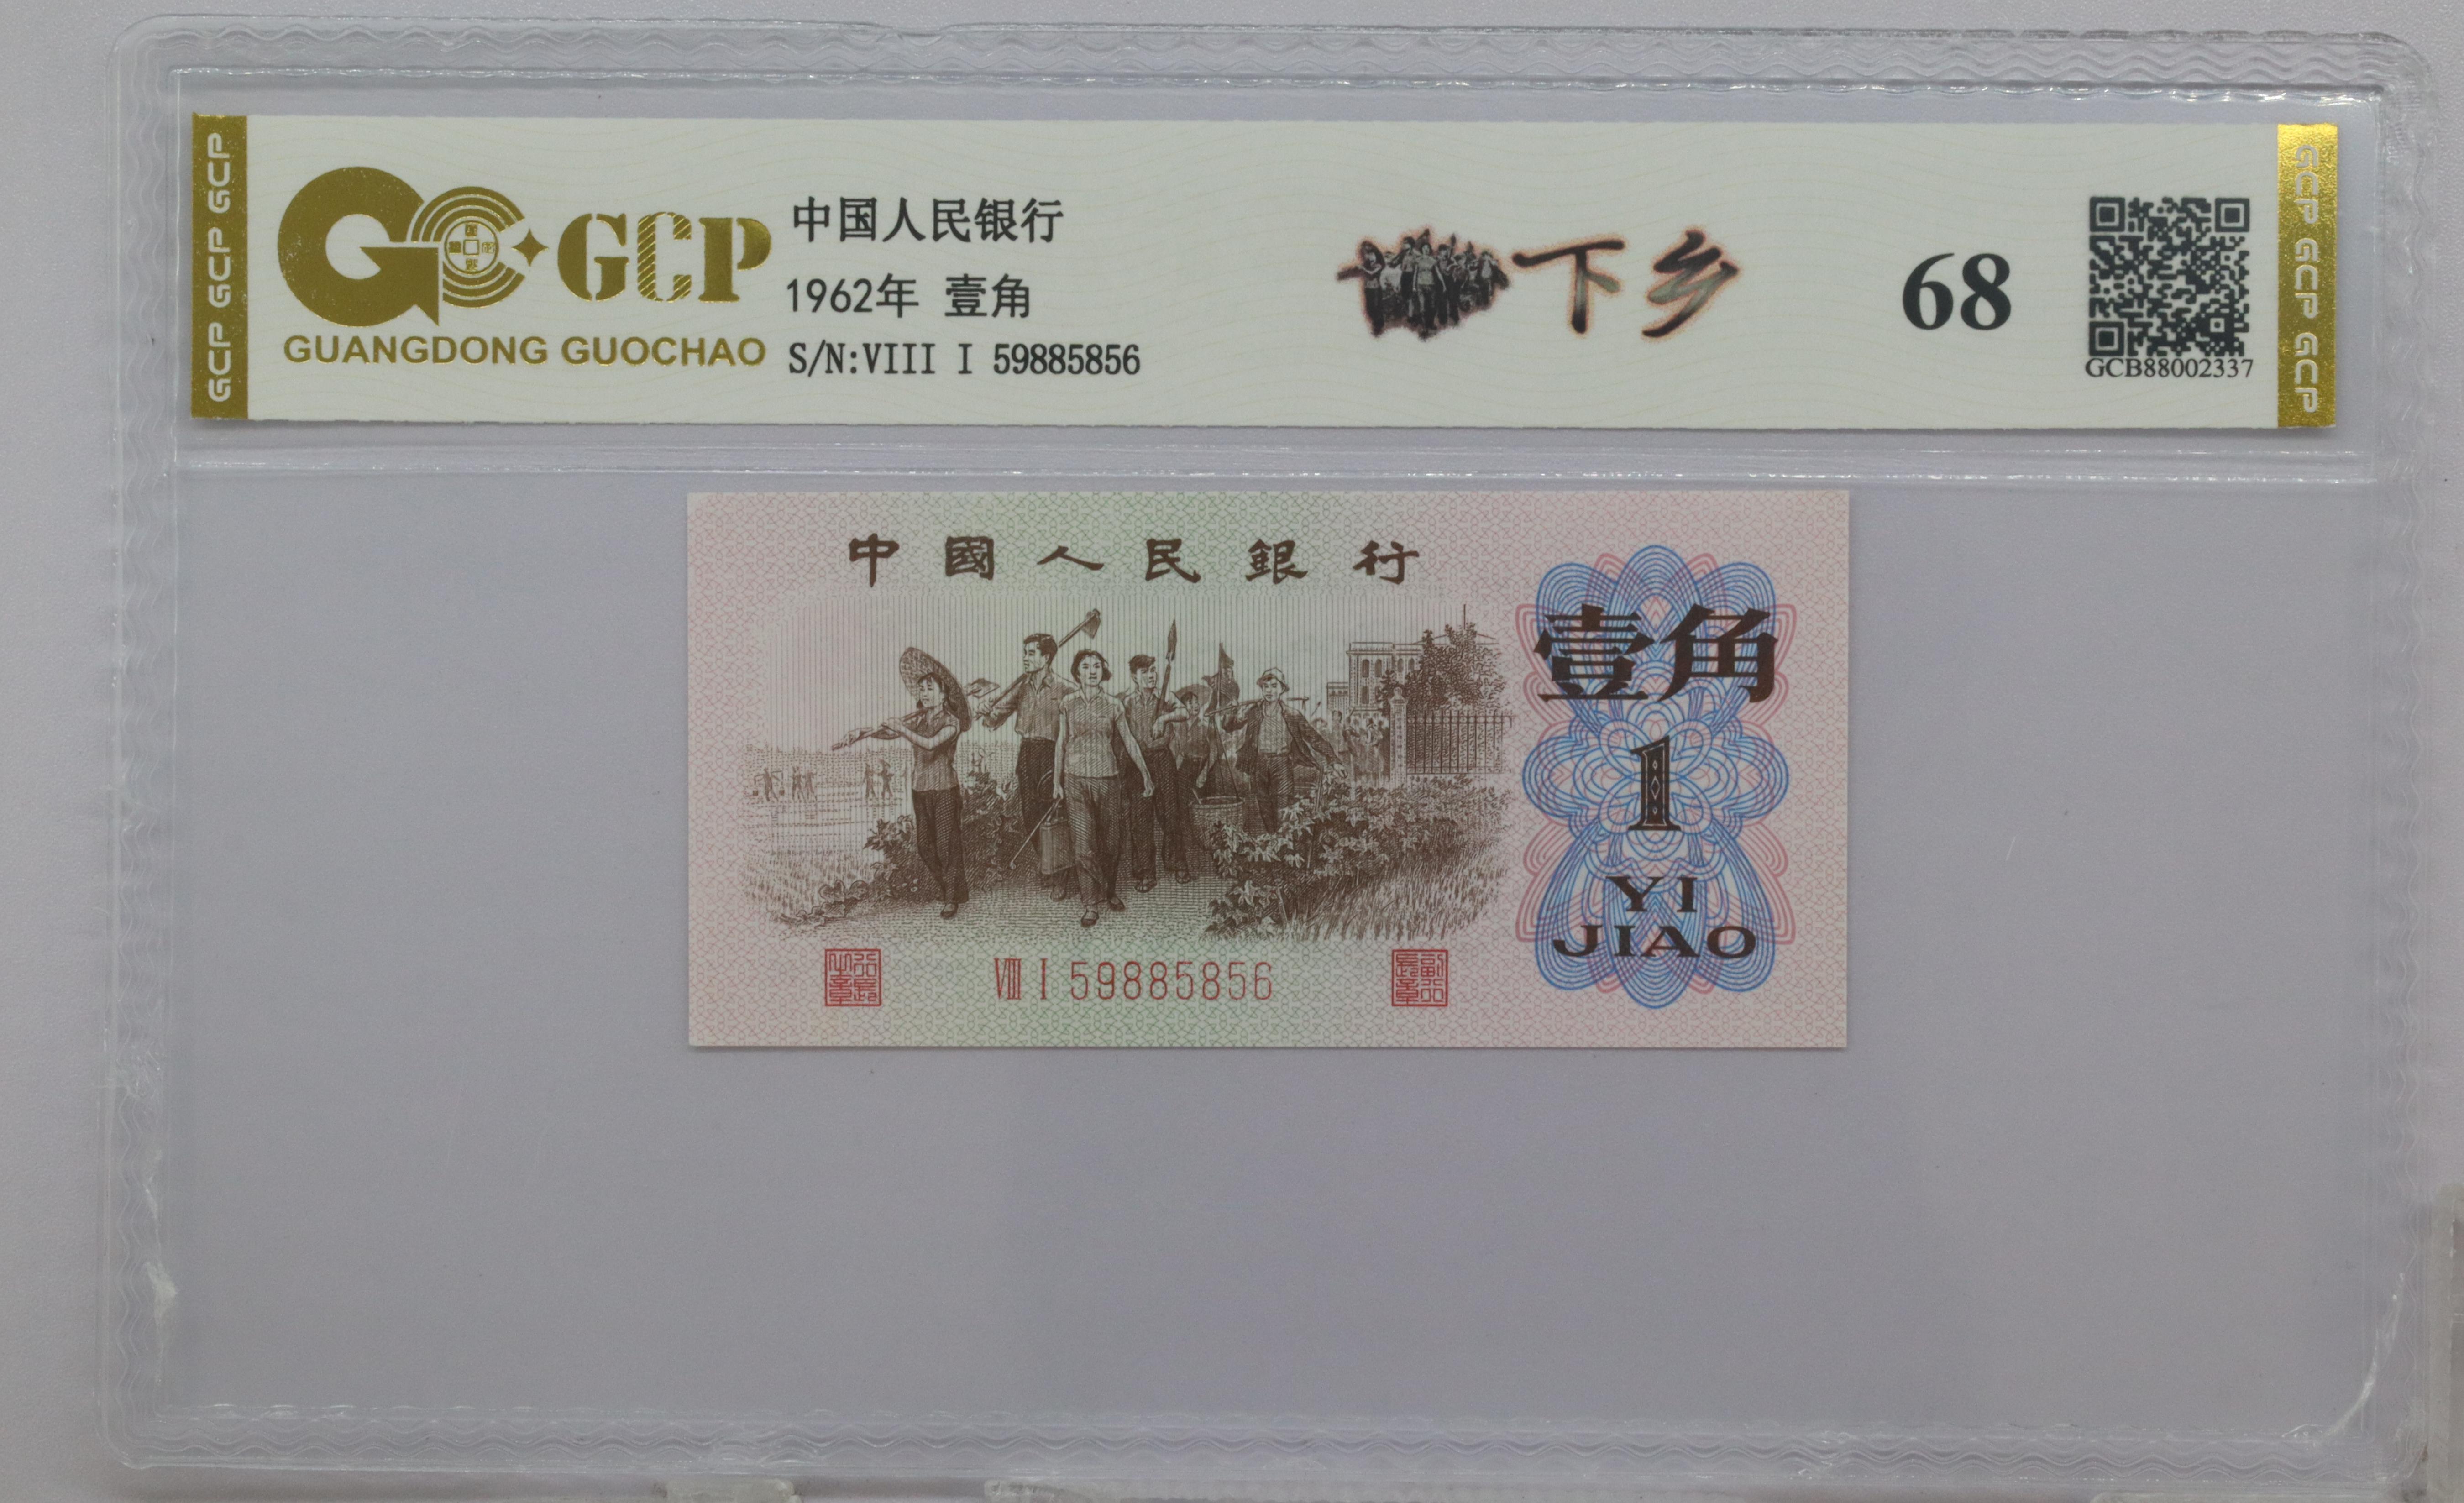 GCP GCP GCP
GCP
GUANGDONG GUOCHAO
中国人民银行
1962年 壹角
S/N:VIII I 59885856
下乡
68
GCB88002337
GCP GCP GCP
中國人民銀行
壹角
1
YI
JIAO
VIII I 59885856